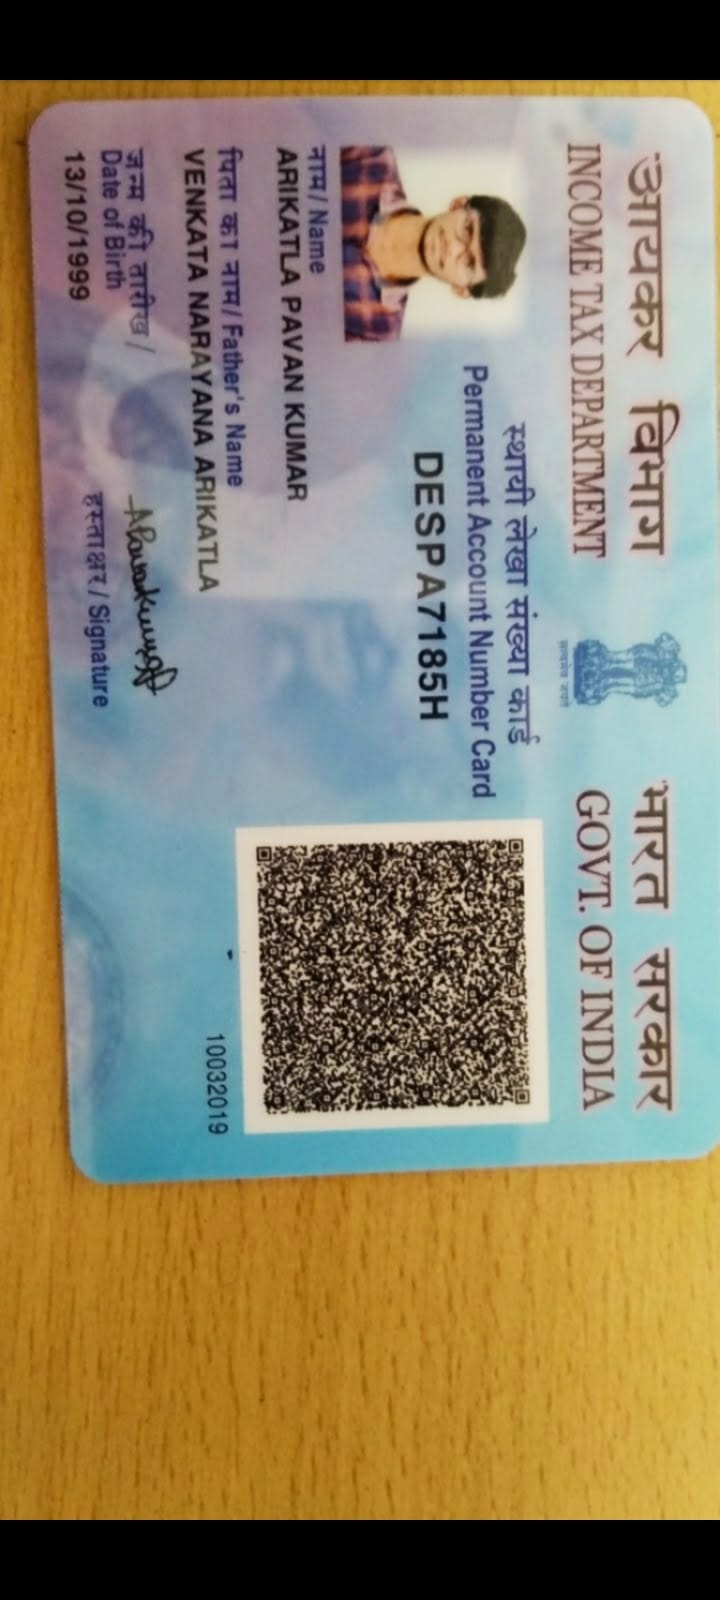 आयकर विभाग
INCOME TAX DEPARTMENT
सत्यमेव जयते
भारत सरकार
GOVT. OF INDIA
स्थायी लेखा संख्या कार्ड
Permanent Account Number Card
DESPA7185H
नाम / Name
ARIKATLA PAVAN KUMAR
पिता का नाम / Father's Name
VENKATA NARAYANA ARIKATLA
जन्म की तारीख /
Date of Birth
13/10/1999
हस्ताक्षर / Signature
10032019